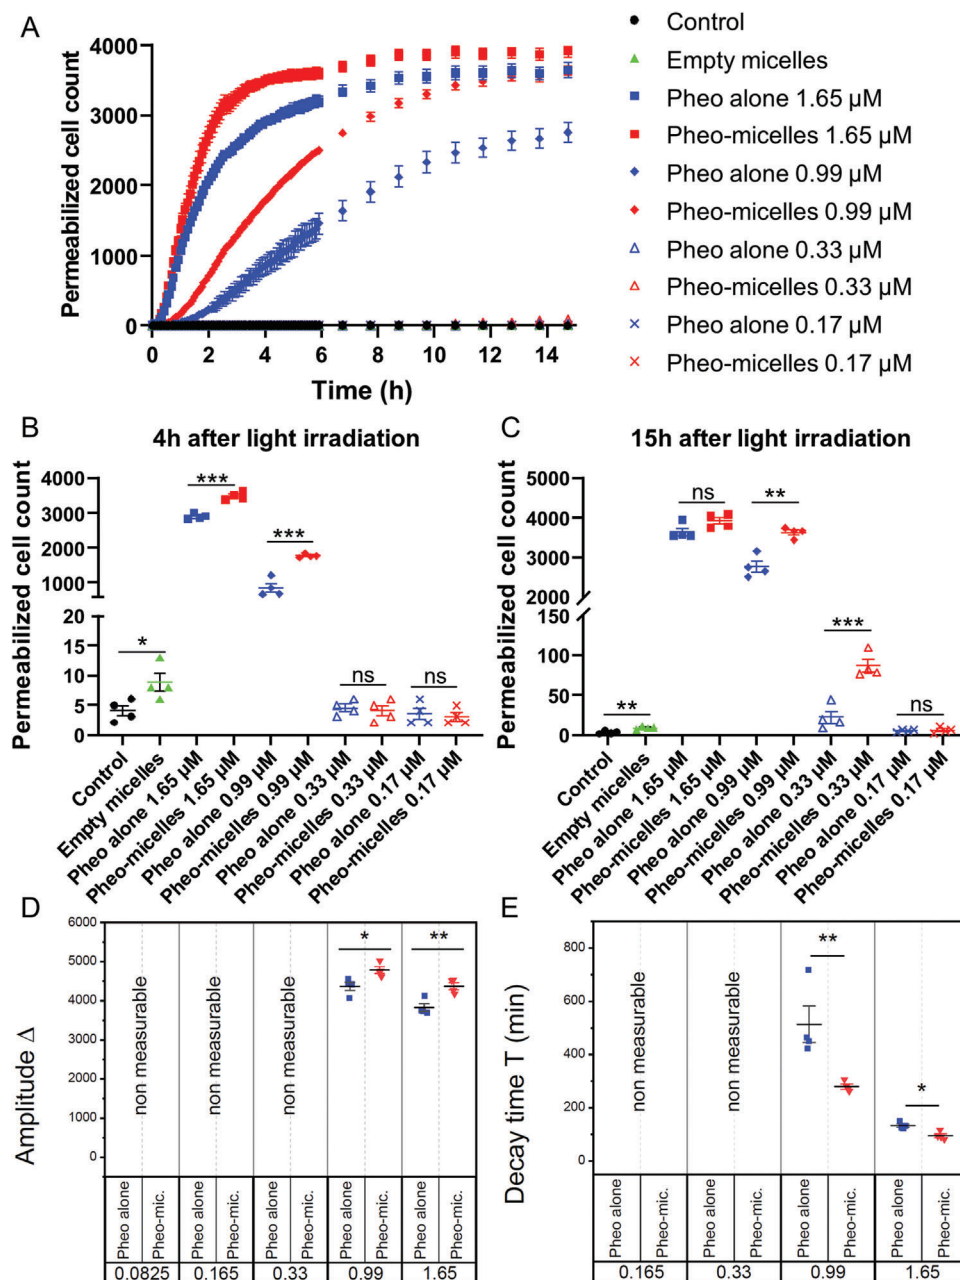 A
Permeabilized cell count
4000
3000
2000
1000
0
0 2 4 6 8 10 12 14
Time (h)
Control
Empty micelles
Pheo alone 1.65 µM
Pheo-micelles 1.65 µM
Pheo alone 0.99 µM
Pheo-micelles 0.99 µM
Pheo alone 0.33 µM
Pheo-micelles 0.33 µM
Pheo alone 0.17 µM
Pheo-micelles 0.17 µM
B
4h after light irradiation
Permeabilized cell count
4000
3000
2000
1000
20
15
10
5
0
*
***
***
ns
ns
Control
Empty micelles
Pheo alone 1.65 µM
Pheo-micelles 1.65 µM
Pheo alone 0.99 µM
Pheo-micelles 0.99 µM
Pheo alone 0.33 µM
Pheo-micelles 0.33 µM
Pheo alone 0.17 µM
Pheo-micelles 0.17 µM
C
15h after light irradiation
Permeabilized cell count
5000
4000
3000
2000
150
100
50
0
**
ns
**
***
ns
Control
Empty micelles
Pheo alone 1.65 µM
Pheo-micelles 1.65 µM
Pheo alone 0.99 µM
Pheo-micelles 0.99 µM
Pheo alone 0.33 µM
Pheo-micelles 0.33 µM
Pheo alone 0.17 µM
Pheo-micelles 0.17 µM
D
Amplitude Δ
6000
5000
4000
3000
2000
1000
0
non measurable
non measurable
non measurable
*
**
Pheo alone
Pheo-mic.
Pheo alone
Pheo-mic.
Pheo alone
Pheo-mic.
Pheo alone
Pheo-mic.
Pheo alone
Pheo-mic.
0.0825 0.165 0.33 0.99 1.65
E
Decay time T (min)
800
600
400
200
0
non measurable
non measurable
**
*
Pheo alone
Pheo-mic.
Pheo alone
Pheo-mic.
Pheo alone
Pheo-mic.
Pheo alone
Pheo-mic.
0.165 0.33 0.99 1.65